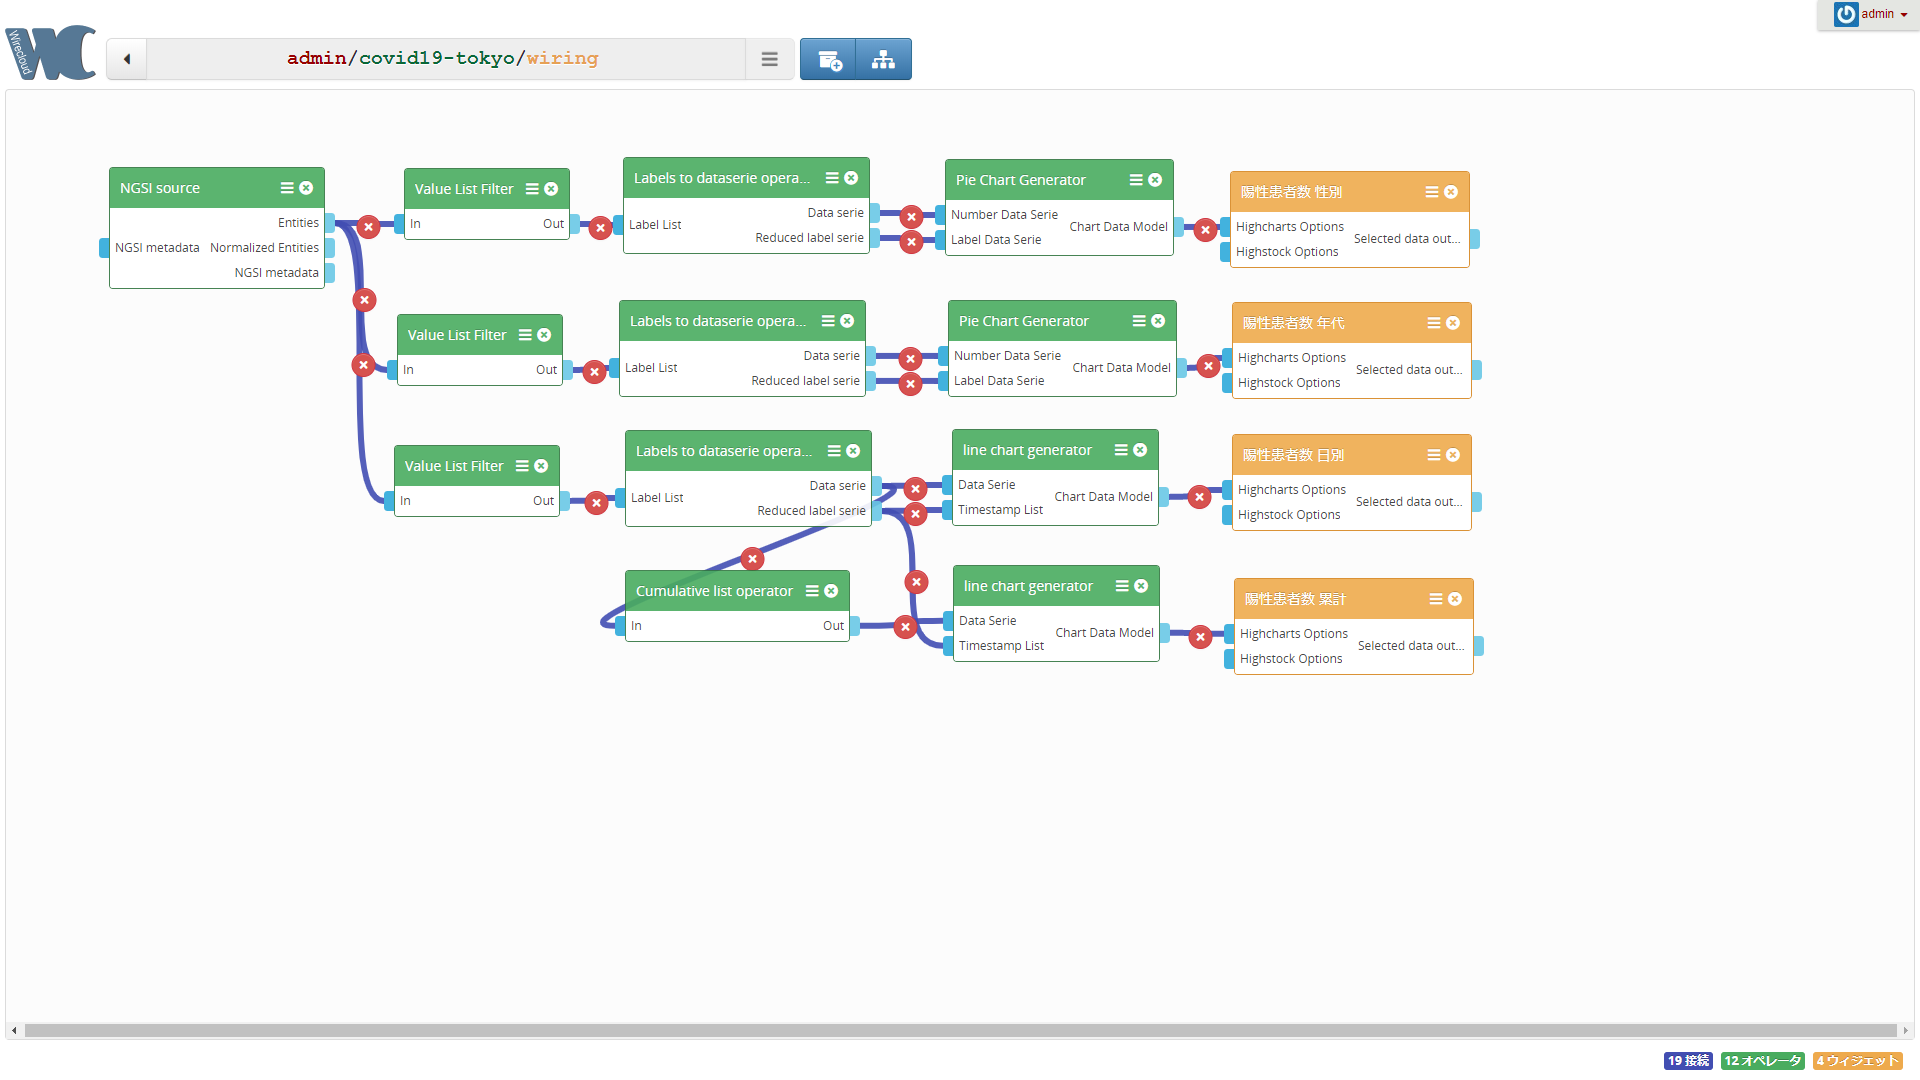 admin
Wirecloud
WC
admin/covid19-tokyo/wiring
NGSI source
Entities
NGSI metadata
Normalized Entities
NGSI metadata
Value List Filter
In
Out
Labels to dataserie opera...
Label List
Data serie
Reduced label serie
Pie Chart Generator
Number Data Serie
Label Data Serie
Chart Data Model
陽性患者数 性別
Highcharts Options
Highstock Options
Selected data out...
Value List Filter
In
Out
Labels to dataserie opera...
Label List
Data serie
Reduced label serie
Pie Chart Generator
Number Data Serie
Label Data Serie
Chart Data Model
陽性患者数 年代
Highcharts Options
Highstock Options
Selected data out...
Value List Filter
In
Out
Labels to dataserie opera...
Label List
Data serie
Reduced label serie
line chart generator
Data Serie
Timestamp List
Chart Data Model
陽性患者数 日別
Highcharts Options
Highstock Options
Selected data out...
Cumulative list operator
In
Out
line chart generator
Data Serie
Timestamp List
Chart Data Model
陽性患者数 累計
Highcharts Options
Highstock Options
Selected data out...
19 接続
12 オペレータ
4 ウィジェット